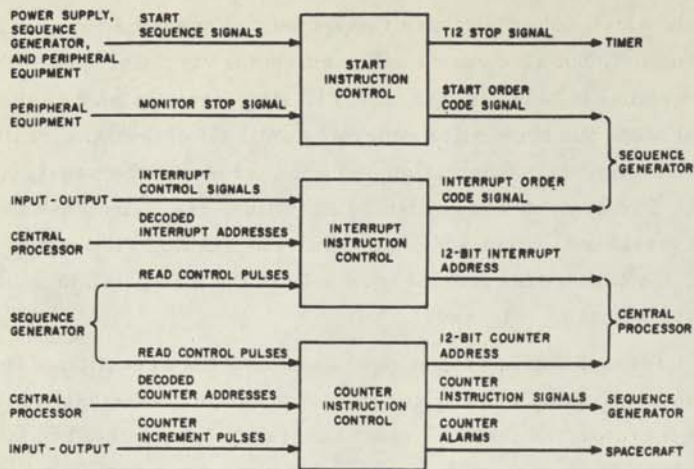 POWER SUPPLY,
SEQUENCE
GENERATOR,
AND PERIPHERAL
EQUIPMENT
START
SEQUENCE SIGNALS
START
INSTRUCTION
CONTROL
T12 STOP SIGNAL
TIMER
PERIPHERAL
EQUIPMENT
MONITOR STOP SIGNAL
START ORDER
CODE SIGNAL
SEQUENCE
GENERATOR
INPUT - OUTPUT
INTERRUPT
CONTROL SIGNALS
INTERRUPT
INSTRUCTION
CONTROL
INTERRUPT ORDER
CODE SIGNAL
CENTRAL
PROCESSOR
DECODED
INTERRUPT ADDRESSES
READ CONTROL PULSES
12-BIT INTERRUPT
ADDRESS
SEQUENCE
GENERATOR
CENTRAL
PROCESSOR
READ CONTROL PULSES
COUNTER
INSTRUCTION
CONTROL
12-BIT COUNTER
ADDRESS
CENTRAL
PROCESSOR
DECODED
COUNTER ADDRESSES
COUNTER
INSTRUCTION SIGNALS
SEQUENCE
GENERATOR
INPUT - OUTPUT
COUNTER
INCREMENT PULSES
COUNTER
ALARMS
SPACECRAFT